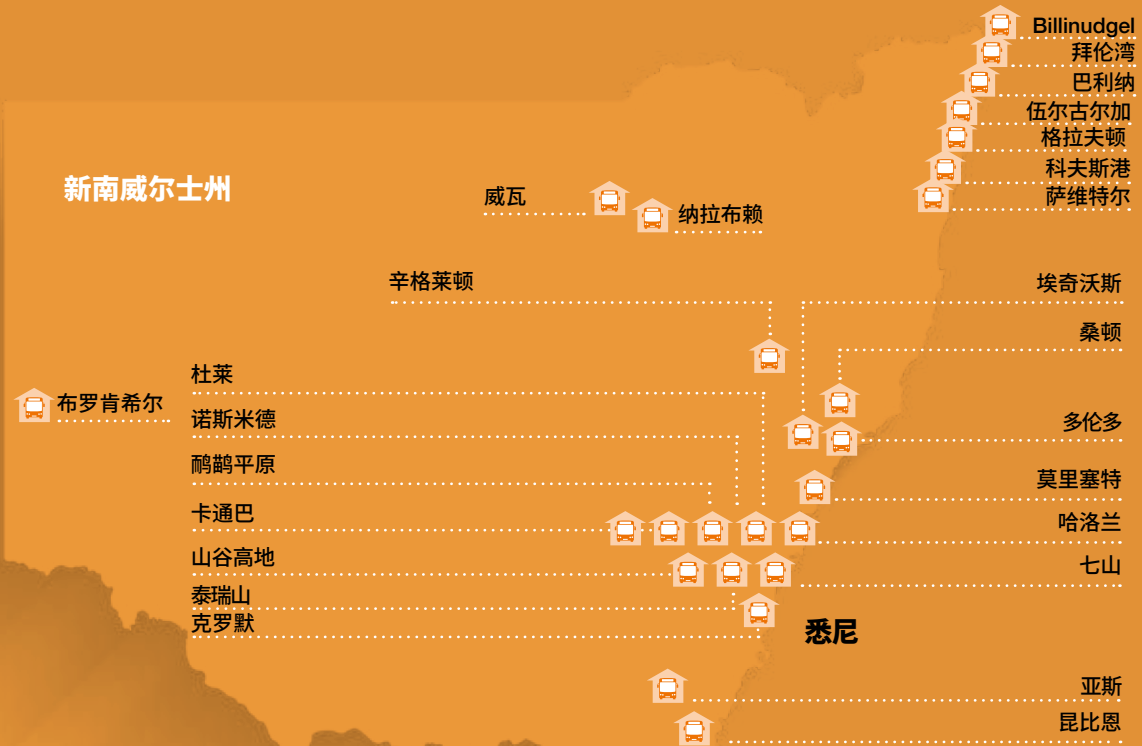 Billinudgel
拜伦湾
巴利纳
伍尔古尔加
格拉夫顿
科夫斯港
萨维特尔
新南威尔士州
威瓦
纳拉布赖
辛格莱顿
埃奇沃斯
桑顿
杜莱
布罗肯希尔
诺斯米德
多伦多
鸸鹋平原
莫里塞特
卡通巴
哈洛兰
山谷高地
七山
泰瑞山
克罗默
悉尼
亚斯
昆比恩